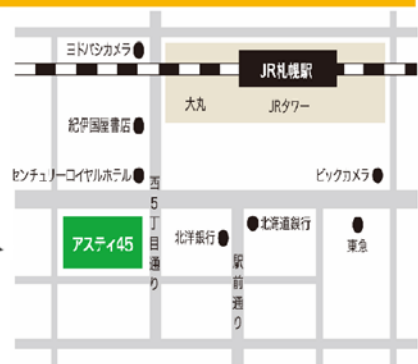 ヨドバシカメラ
JR札幌駅
大丸
JRタワー
紀伊国屋書店
センチュリーロイヤルホテル
ビックカメラ
西5丁目通り
アスティ45
北洋銀行
北海道銀行
東急
駅前通り